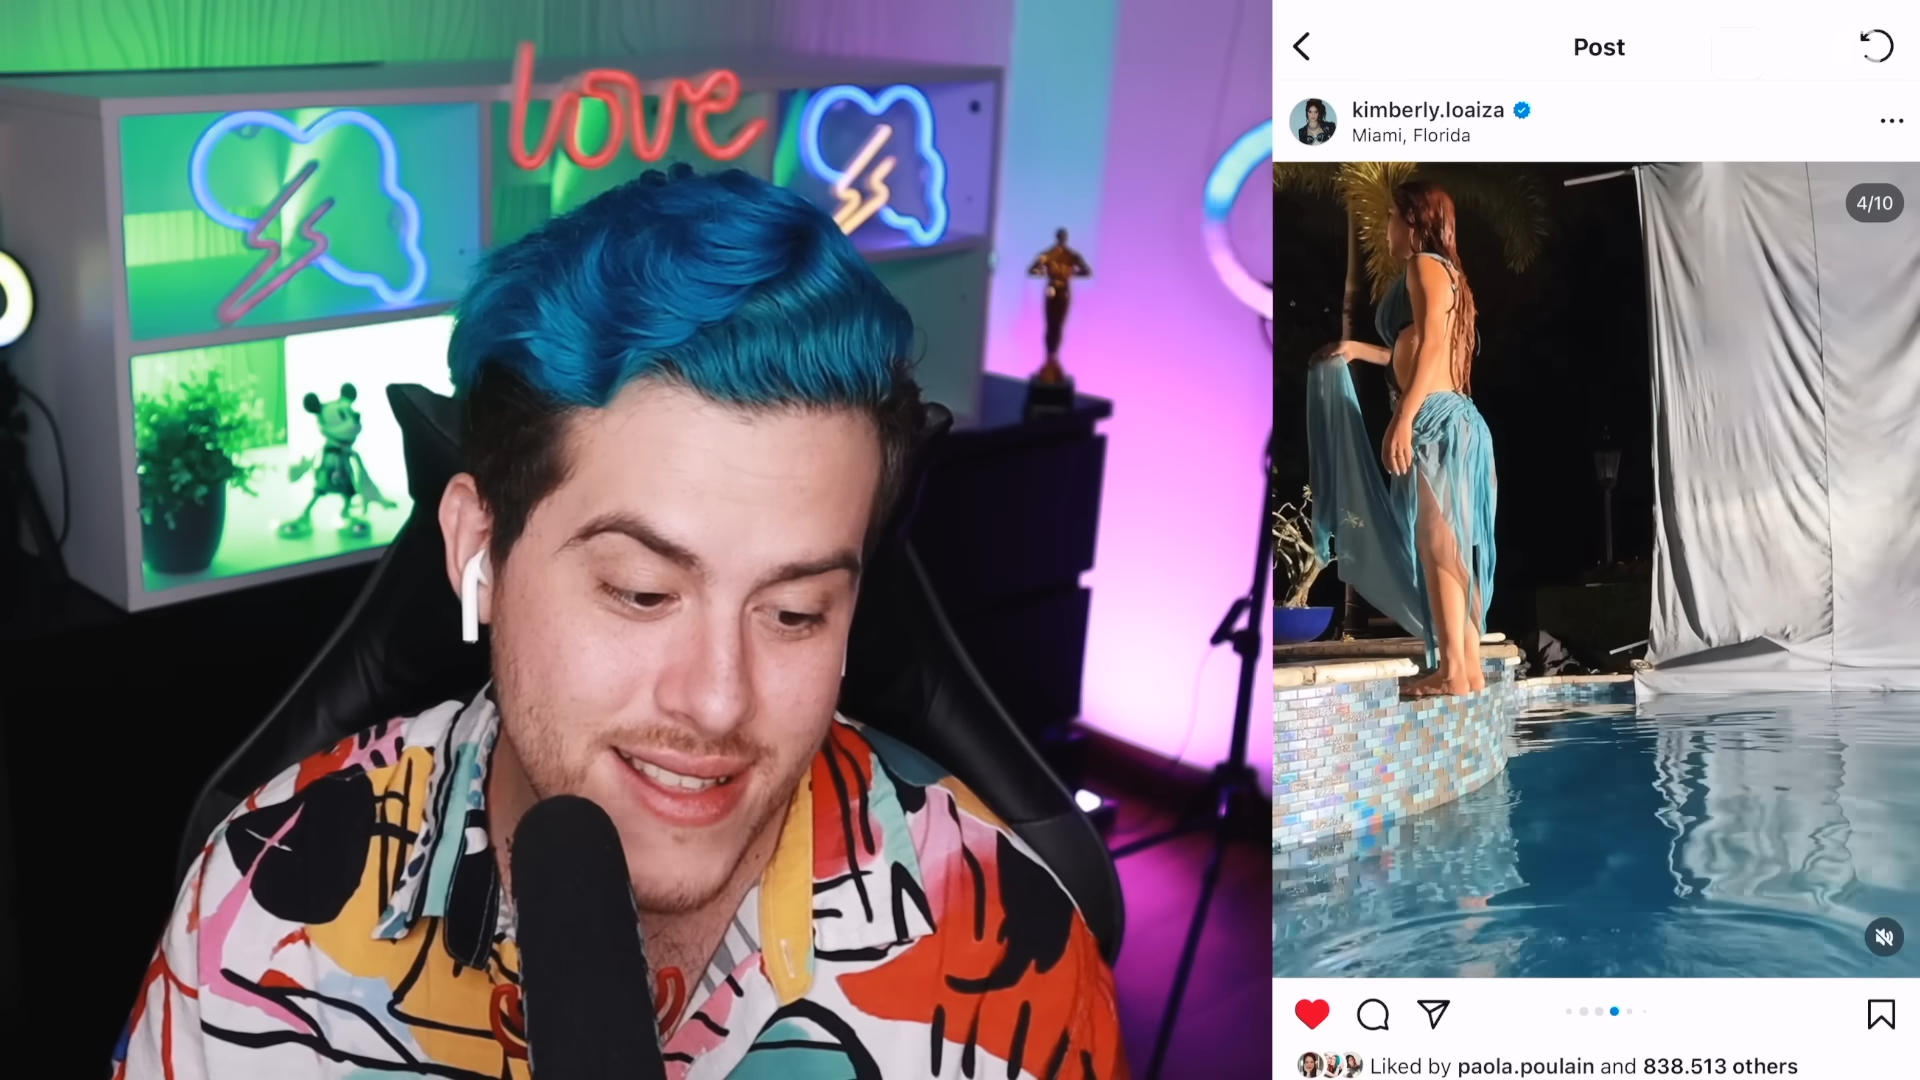 love
Post
kimberly.loaiza
Miami, Florida
4/10
Liked by paola.poulain and 838.513 others